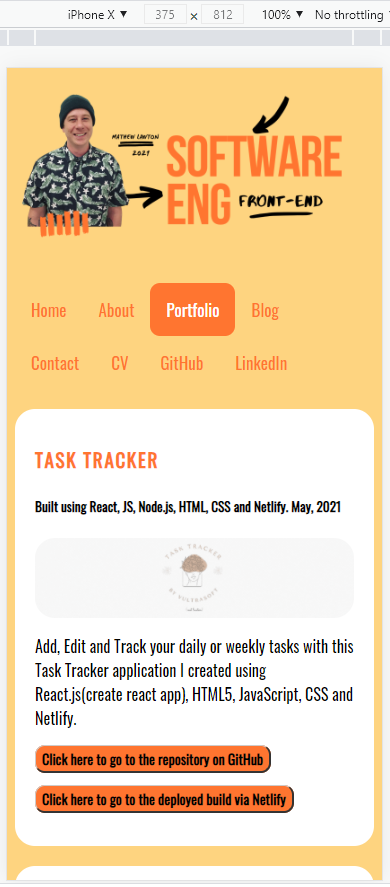 iPhone X ▼ 375 × 812 100% ▼ No throttling
MATHEW LAWTON
2021
SOFTWARE
ENG FRONT-END
Home About Portfolio Blog
Contact CV GitHub LinkedIn
TASK TRACKER
Built using React, JS, Node.js, HTML, CSS and Netlify. May, 2021
TASK TRACKER
Add, Edit and Track your daily or weekly tasks with this
Task Tracker application I created using
React.js(create react app), HTML5, JavaScript, CSS and
Netlify.
Click here to go to the repository on GitHub
Click here to go to the deployed build via Netlify